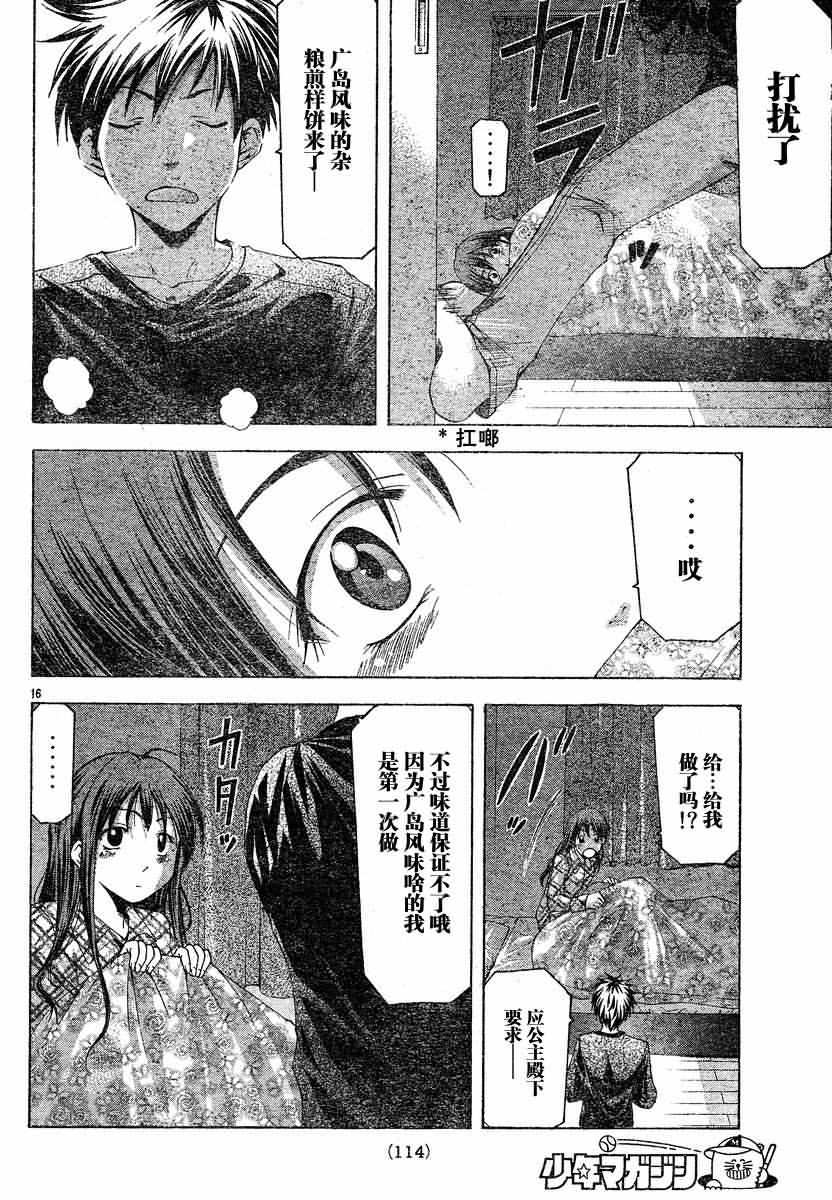 打扰了
ガラ
····!
广岛风味的杂
粮煎样饼来了—
* 扛啷
····哎
16
给…给我
做了吗!?
应公主殿下
要求——
不过味道保证不了哦
因为广岛风味啥的我
是第一次做
ガタ
······
(114)
少年マガジン